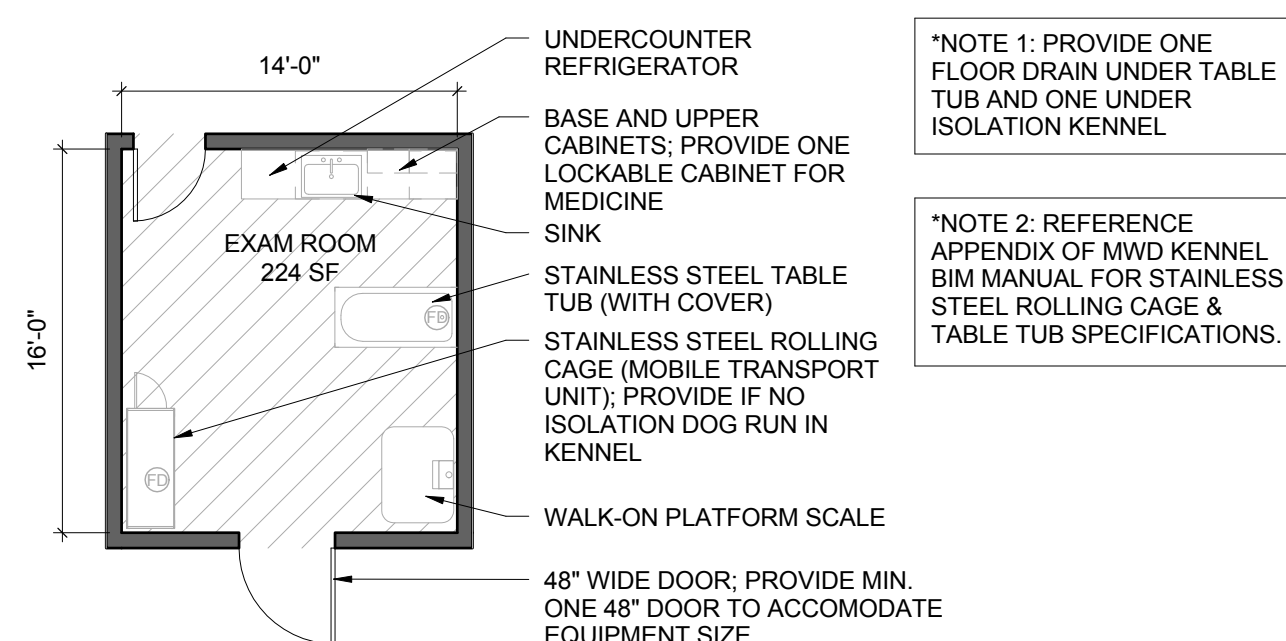 14'-0"
16'-0"
EXAM ROOM
224 SF
FD
FD
UNDERCOUNTER
REFRIGERATOR
BASE AND UPPER
CABINETS; PROVIDE ONE
LOCKABLE CABINET FOR
MEDICINE
SINK
STAINLESS STEEL TABLE
TUB (WITH COVER)
STAINLESS STEEL ROLLING
CAGE (MOBILE TRANSPORT
UNIT); PROVIDE IF NO
ISOLATION DOG RUN IN
KENNEL
WALK-ON PLATFORM SCALE
48" WIDE DOOR; PROVIDE MIN.
ONE 48" DOOR TO ACCOMODATE
EQUIPMENT SIZE
*NOTE 1: PROVIDE ONE
FLOOR DRAIN UNDER TABLE
TUB AND ONE UNDER
ISOLATION KENNEL
*NOTE 2: REFERENCE
APPENDIX OF MWD KENNEL
BIM MANUAL FOR STAINLESS
STEEL ROLLING CAGE &
TABLE TUB SPECIFICATIONS.